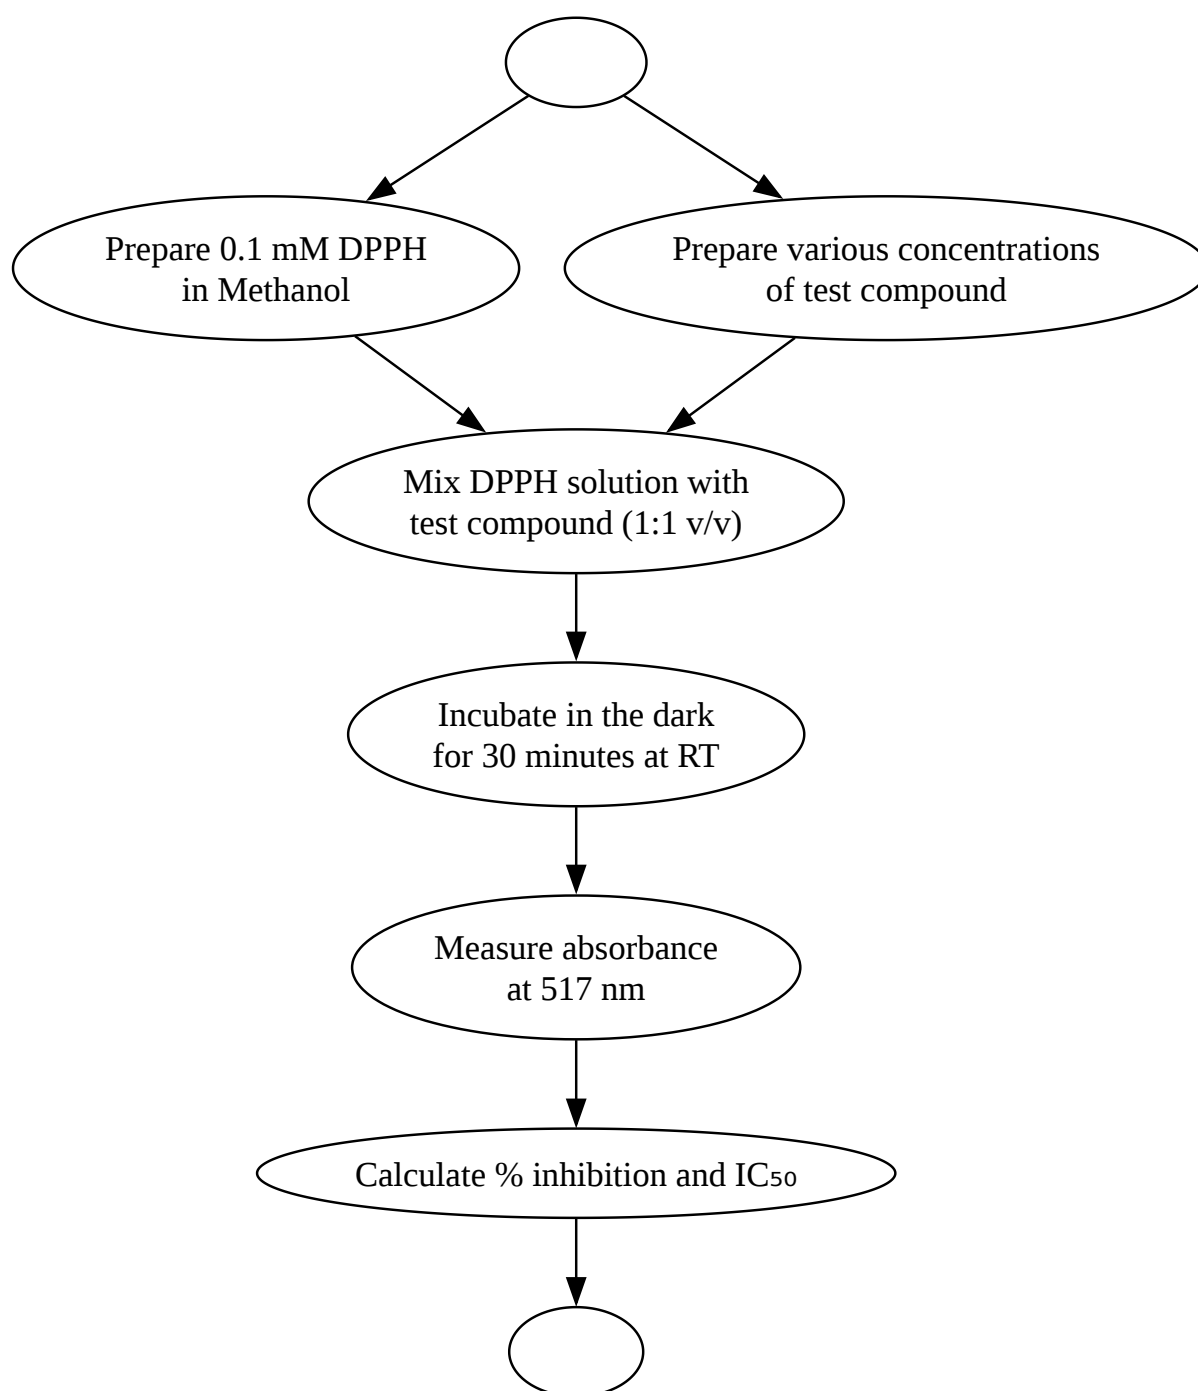 Prepare 0.1 mM DPPH
in Methanol
Prepare various concentrations
of test compound
Mix DPPH solution with
test compound (1:1 v/v)
Incubate in the dark
for 30 minutes at RT
Measure absorbance
at 517 nm
Calculate % inhibition and IC₅₀